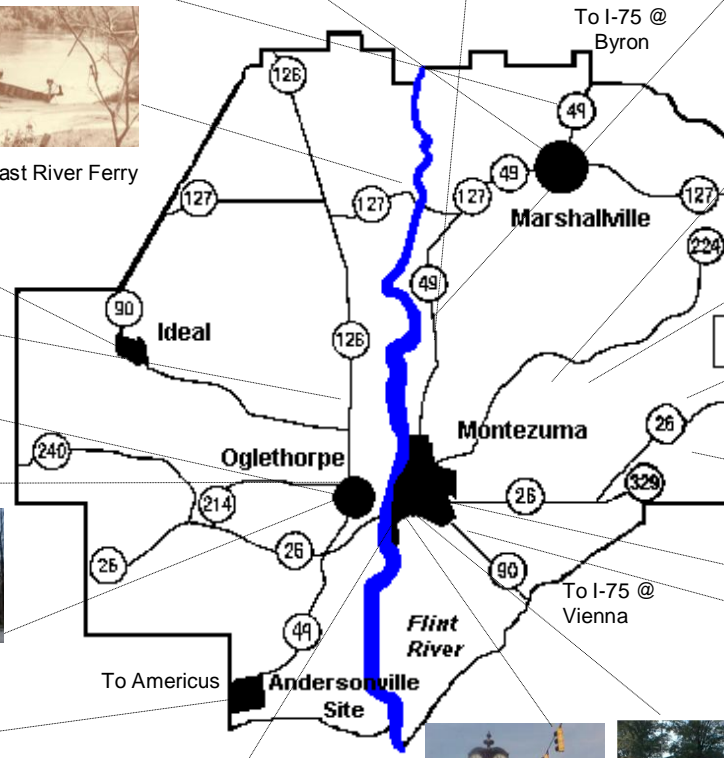 To I-75 @
Byron
126
49
ast River Ferry
49
127
127
127
127
Marshallville
224
49
90
Ideal
126
26
Montezuma
240
Oglethorpe
329
214
26
26
26
90
To I-75 @
Vienna
Flint
River
49
To Americus
Andersonville
Site